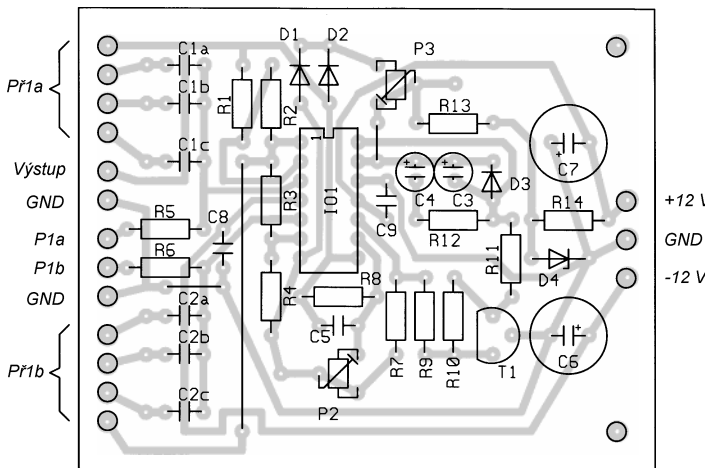 Př1a
Výstup
GND
P1a
P1b
GND
Př1b
C1a
C1b
C1c
R1
R2
D1
D2
P3
R13
C7
1
IO1
R3
C4
C3
D3
C9
R12
R14
R11
D4
+12 V
GND
-12 V
R5
R6
C8
R4
R8
C5
P2
R7
R9
R10
T1
C6
C2a
C2b
C2c
+
+
+
+